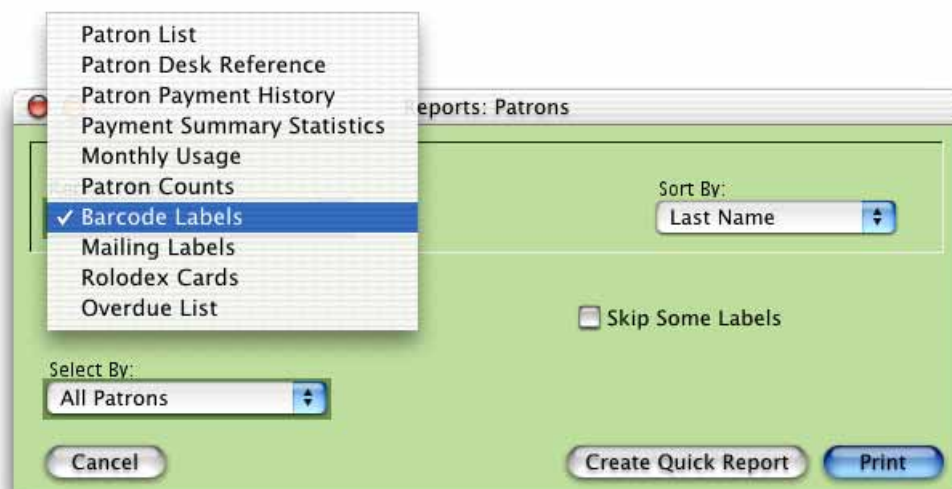 Patron List
Patron Desk Reference
Patron Payment History
Payment Summary Statistics
Monthly Usage
Patron Counts
✓ Barcode Labels
Mailing Labels
Rolodex Cards
Overdue List
Patrons
Sort By:
Last Name
Skip Some Labels
Select By:
All Patrons
Cancel
Create Quick Report
Print